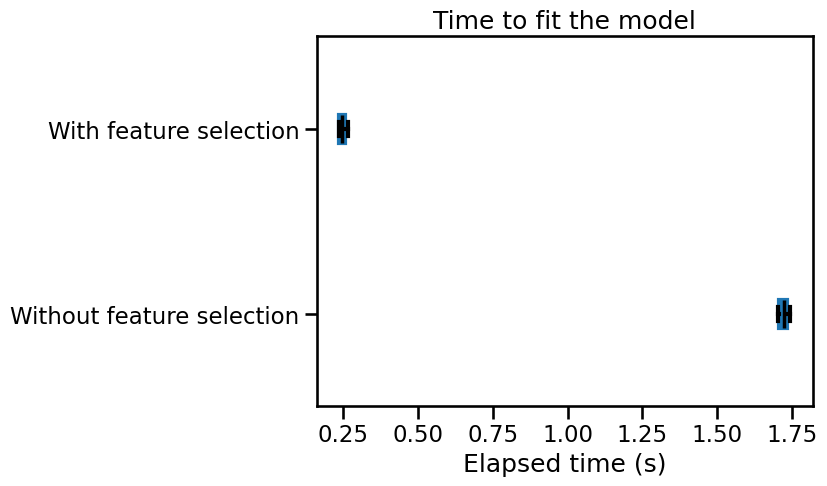 Time to fit the model
With feature selection
Without feature selection
0.25 0.50 0.75 1.00 1.25 1.50 1.75
Elapsed time (s)